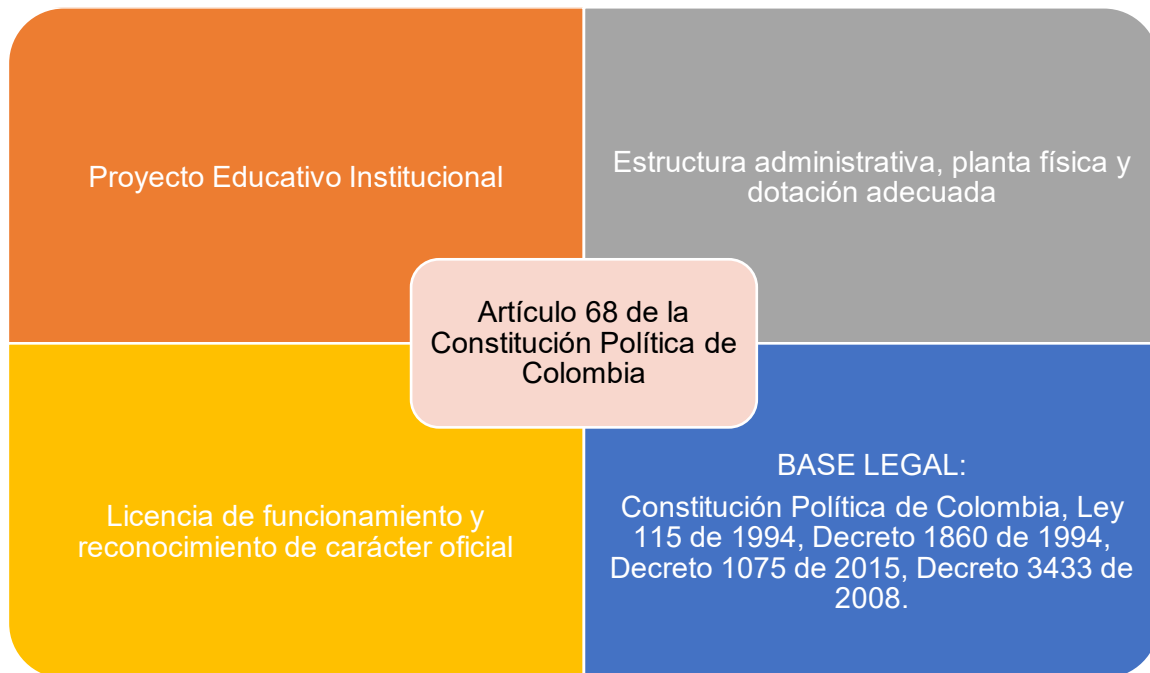 Proyecto Educativo Institucional
Estructura administrativa, planta física y
dotación adecuada
Artículo 68 de la
Constitución Política de
Colombia
Licencia de funcionamiento y
reconocimiento de carácter oficial
BASE LEGAL:
Constitución Política de Colombia, Ley
115 de 1994, Decreto 1860 de 1994,
Decreto 1075 de 2015, Decreto 3433 de
2008.